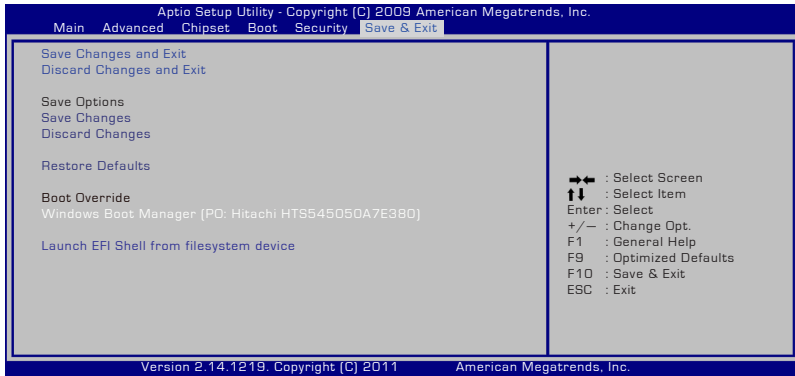 Aptio Setup Utility - Copyright (C) 2009 American Megatrends, Inc.
Main Advanced Chipset Boot Security Save & Exit
Save Changes and Exit
Discard Changes and Exit
Save Options
Save Changes
Discard Changes
Restore Defaults
Boot Override
Windows Boot Manager (PO: Hitachi HTS545050A7E380)
Launch EFI Shell from filesystem device
→← : Select Screen
↑↓ : Select Item
Enter : Select
+/— : Change Opt.
F1 : General Help
F9 : Optimized Defaults
F10 : Save & Exit
ESC : Exit
Version 2.14.1219. Copyright (C) 2011 American Megatrends, Inc.